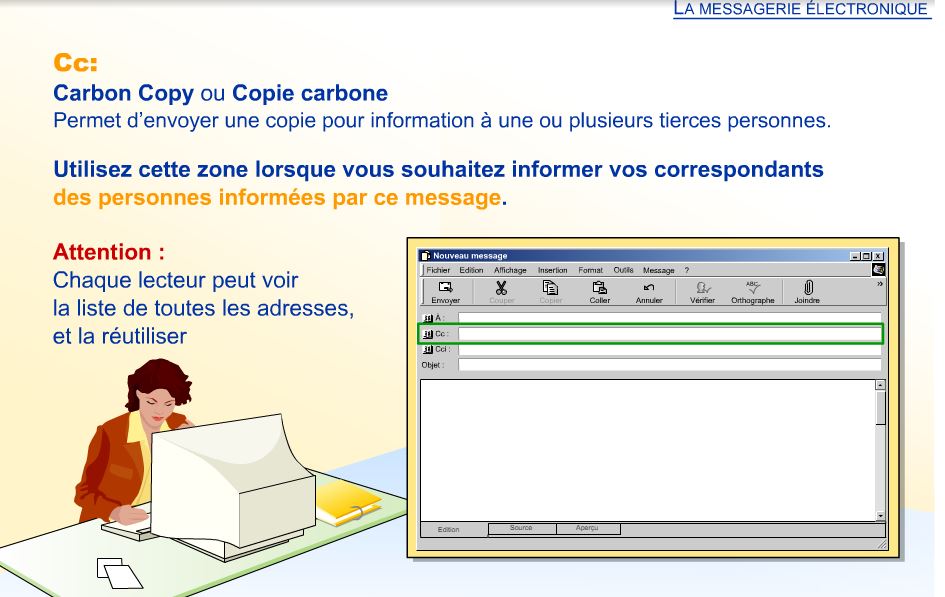 LA MESSAGERIE ÉLECTRONIQUE
Cc:
Carbon Copy ou Copie carbone
Permet d'envoyer une copie pour information à une ou plusieurs tierces personnes.
Utilisez cette zone lorsque vous souhaitez informer vos correspondants
des personnes informées par ce message.
Attention :
Chaque lecteur peut voir
la liste de toutes les adresses,
et la réutiliser
Nouveau message
Fichier Edition Affichage Insertion Format Outils Message ?
Envoyer Couper Copier Coller Annuler Vérifier Orthographe Joindre
À :
Cc :
Cci :
Objet :
Edition Source Aperçu